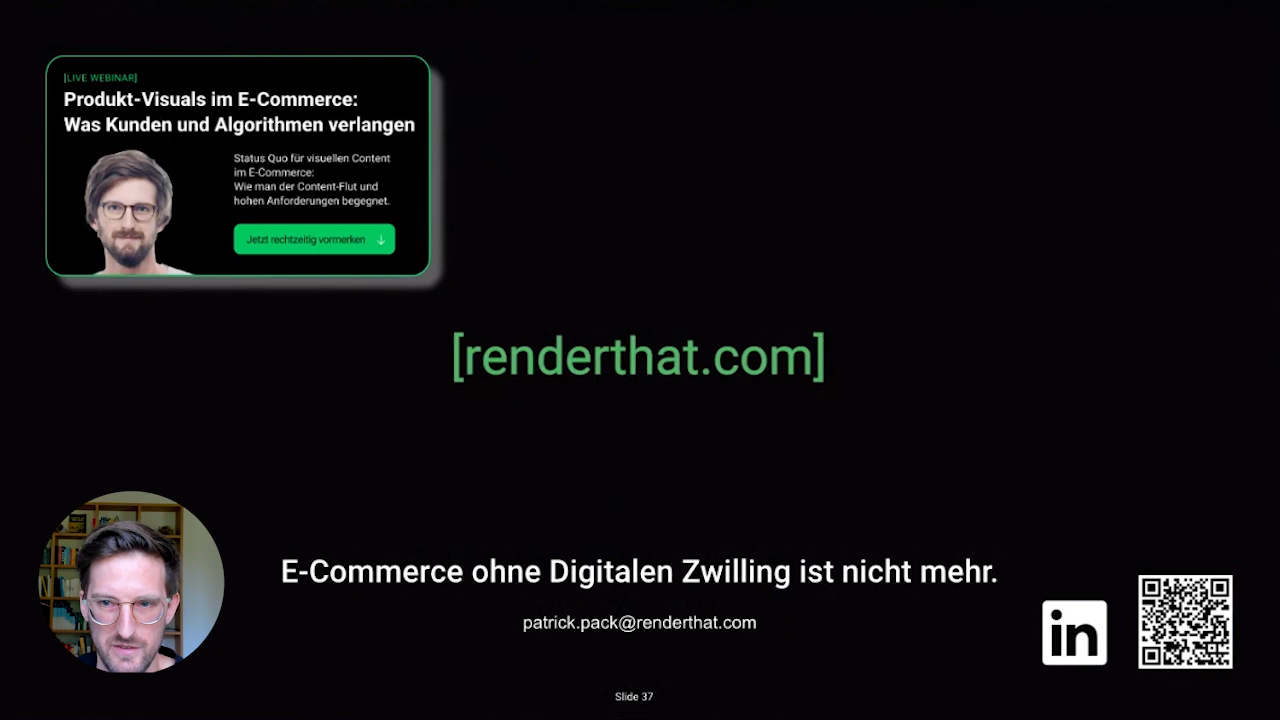 [LIVE WEBINAR]
Produkt-Visuals im E-Commerce:
Was Kunden und Algorithmen verlangen
Status Quo für visuellen Content
im E-Commerce:
Wie man der Content-Flut und
hohen Anforderungen begegnet.
Jetzt rechtzeitig vormerken
[renderthat.com]
E-Commerce ohne Digitalen Zwilling ist nicht mehr.
patrick.pack@renderthat.com
in
Slide 37